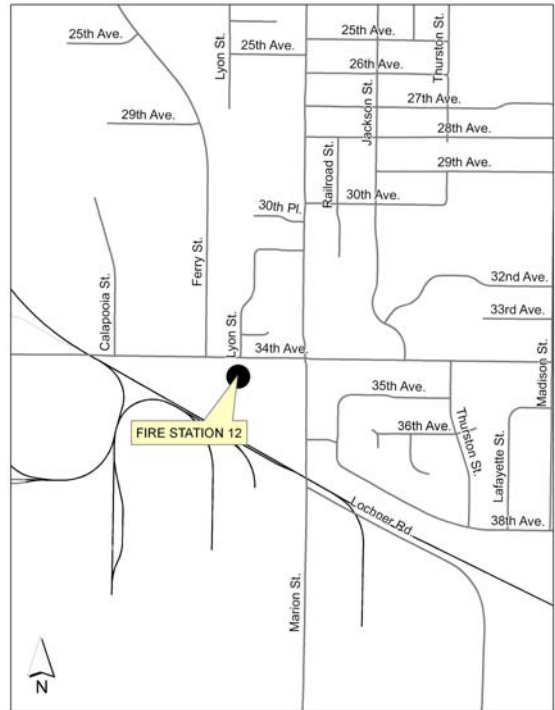 25th Ave.
Lyon St.
25th Ave.
25th Ave.
Thurston St.
26th Ave.
Jackson St.
27th Ave.
29th Ave.
28th Ave.
Railroad St.
29th Ave.
30th Ave.
30th Pl.
Calapooia St.
Ferry St.
32nd Ave.
33rd Ave.
Lyon St.
34th Ave.
Madison St.
35th Ave.
FIRE STATION 12
36th Ave.
Thurston St.
Lafayette St.
Lochner Rd.
38th Ave.
Marion St.
N